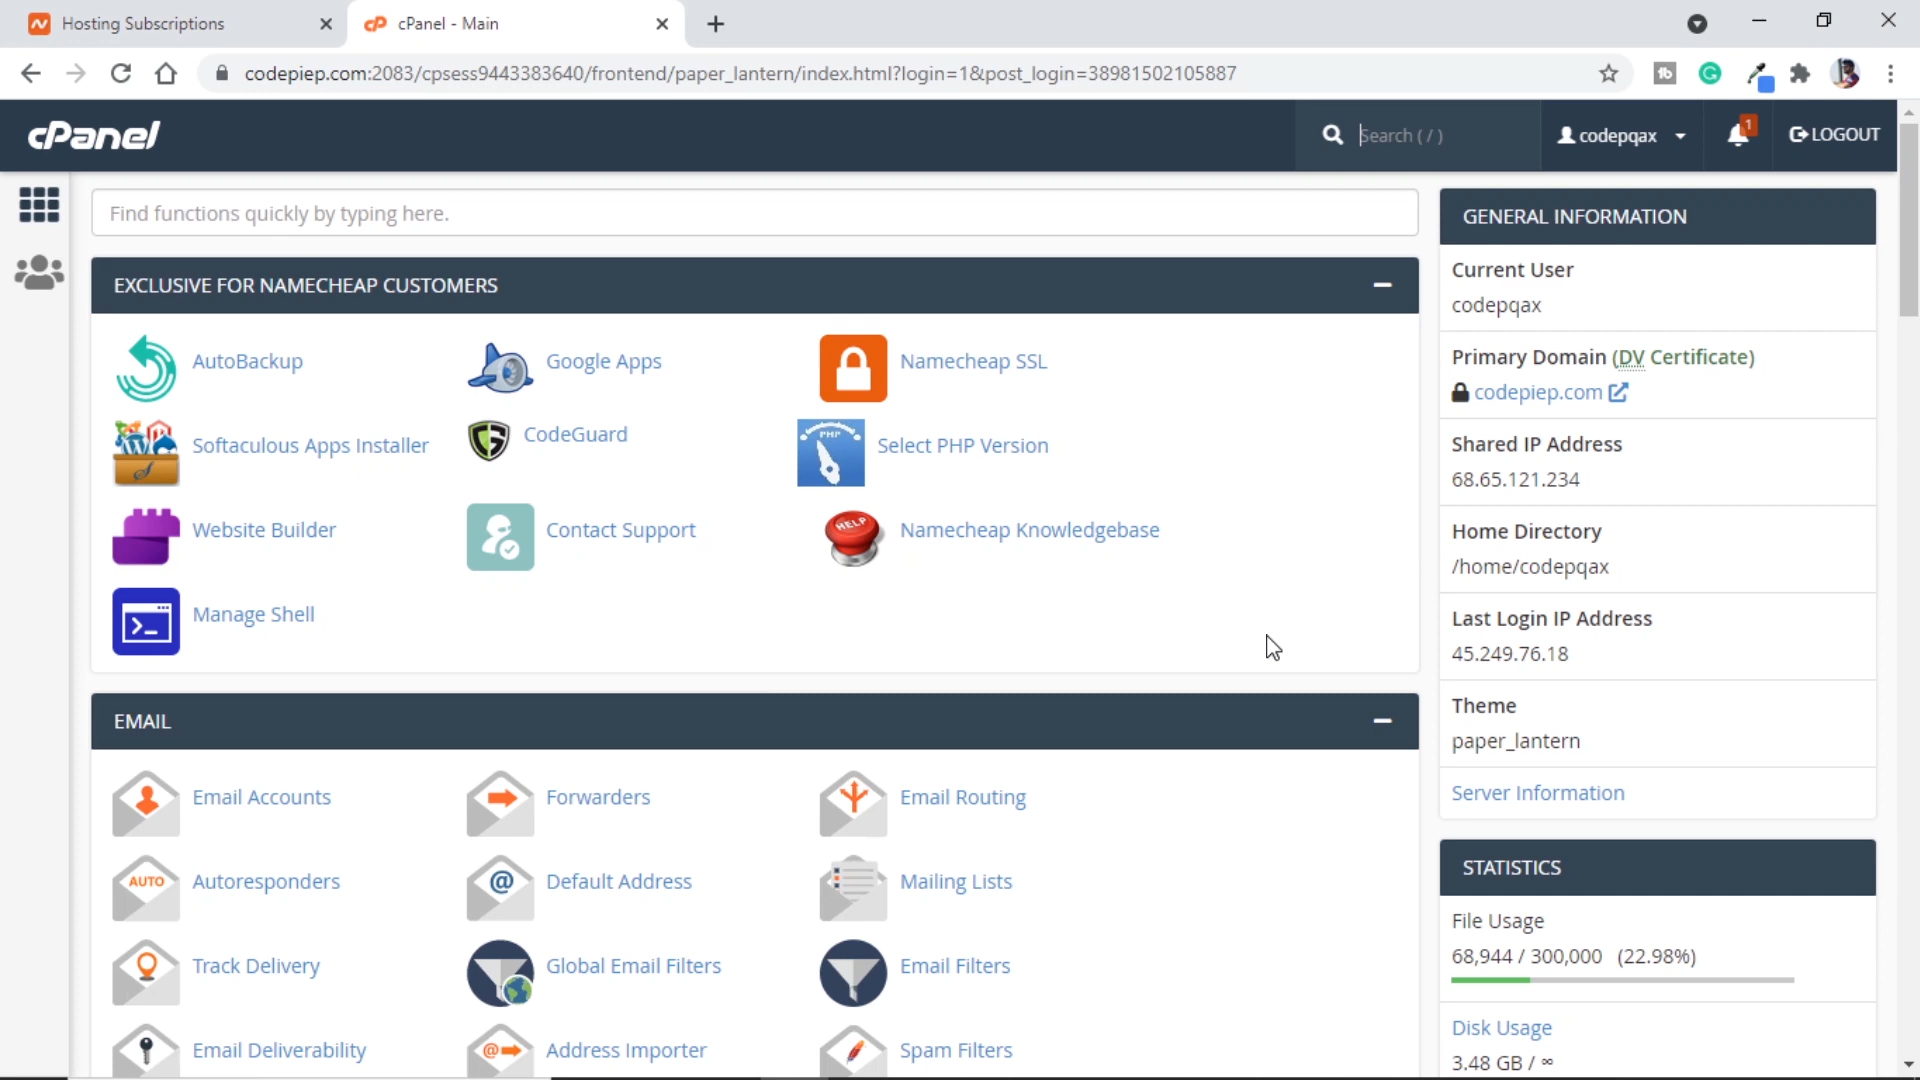 Hosting Subscriptions
cPanel - Main
codepiep.com:2083/cpsess9443383640/frontend/paper_lantern/index.html?login=1&post_login=38981502105887
cPanel
Search ( / )
codepqax
1
LOGOUT
Find functions quickly by typing here.
EXCLUSIVE FOR NAMECHEAP CUSTOMERS
AutoBackup
Google Apps
Namecheap SSL
Softaculous Apps Installer
CodeGuard
PHP
Select PHP Version
Website Builder
Contact Support
HELP
Namecheap Knowledgebase
Manage Shell
EMAIL
Email Accounts
Forwarders
Email Routing
AUTO
Autoresponders
Default Address
Mailing Lists
Track Delivery
Global Email Filters
Email Filters
Email Deliverability
Address Importer
Spam Filters
GENERAL INFORMATION
Current User
codepqax
Primary Domain (DV Certificate)
codepiep.com
Shared IP Address
68.65.121.234
Home Directory
/home/codepqax
Last Login IP Address
45.249.76.18
Theme
paper_lantern
Server Information
STATISTICS
File Usage
68,944 / 300,000 (22.98%)
Disk Usage
3.48 GB / ∞